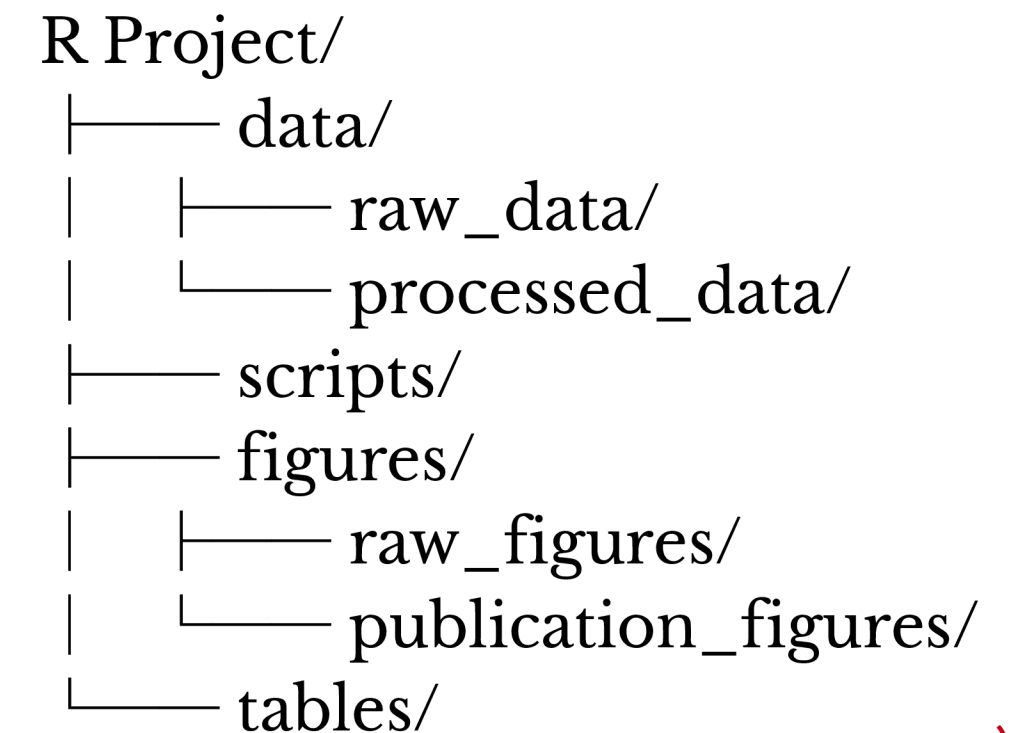 R Project/
├── data/
│   ├── raw_data/
│   └── processed_data/
├── scripts/
├── figures/
│   ├── raw_figures/
│   └── publication_figures/
└── tables/